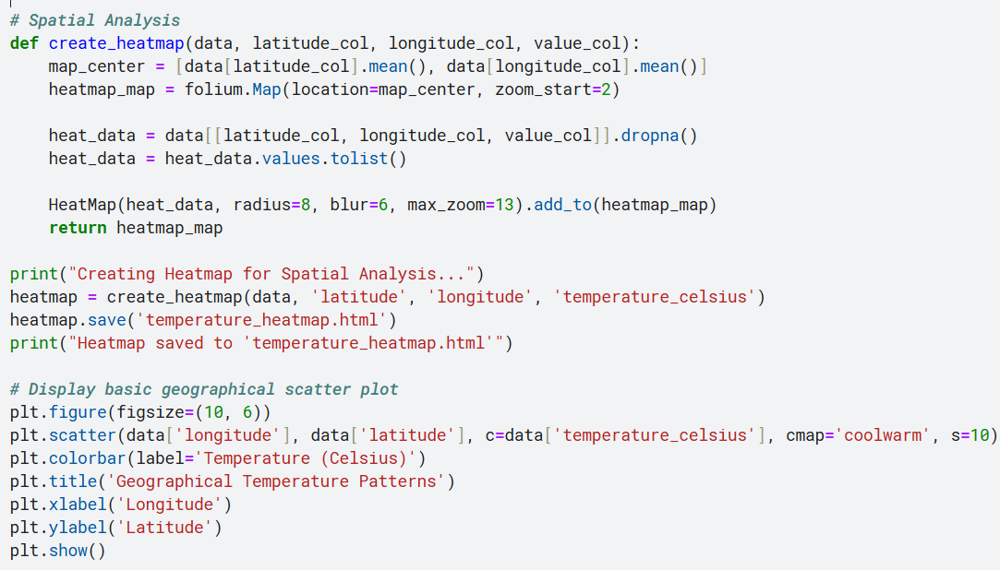 # Spatial Analysis
def create_heatmap(data, latitude_col, longitude_col, value_col):
    map_center = [data[latitude_col].mean(), data[longitude_col].mean()]
    heatmap_map = folium.Map(location=map_center, zoom_start=2)

    heat_data = data[[latitude_col, longitude_col, value_col]].dropna()
    heat_data = heat_data.values.tolist()

    HeatMap(heat_data, radius=8, blur=6, max_zoom=13).add_to(heatmap_map)
    return heatmap_map

print("Creating Heatmap for Spatial Analysis...")
heatmap = create_heatmap(data, 'latitude', 'longitude', 'temperature_celsius')
heatmap.save('temperature_heatmap.html')
print("Heatmap saved to 'temperature_heatmap.html'")

# Display basic geographical scatter plot
plt.figure(figsize=(10, 6))
plt.scatter(data['longitude'], data['latitude'], c=data['temperature_celsius'], cmap='coolwarm', s=10)
plt.colorbar(label='Temperature (Celsius)')
plt.title('Geographical Temperature Patterns')
plt.xlabel('Longitude')
plt.ylabel('Latitude')
plt.show()